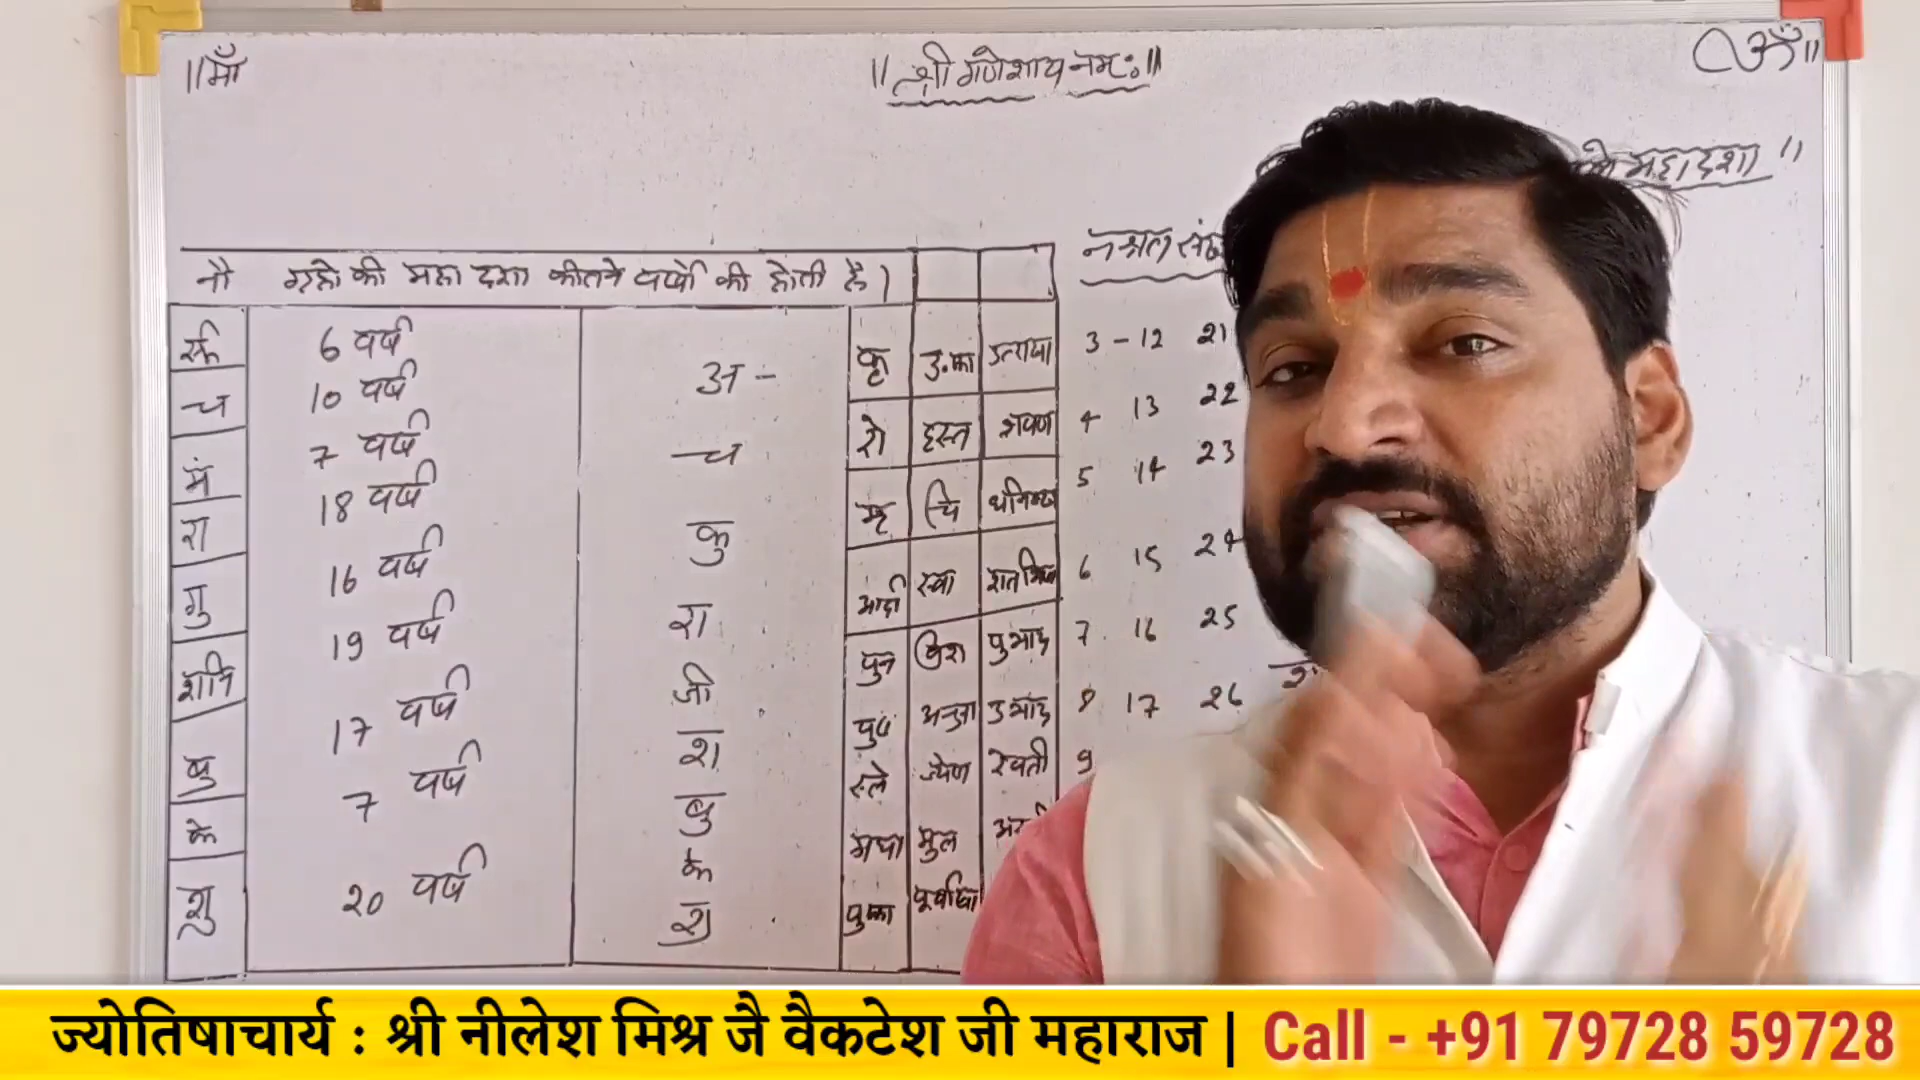 ॥माँ ॥श्री गणेशाय नमः॥ ॐ॥
महादशा "
नौ ग्रहो की महा दशा कीतने वर्षो की होती है।
सू 6 वर्ष अ - कृ उ.फा उत्तषा 3 - 12 21
च 10 वर्ष च रो हस्त श्रवण 4 13 22
मं 7 वर्ष कु मृ चि धनिष्ठा 5 14 23
रा 18 वर्ष रा आर्द्रा स्वा शतभिषा 6 15 24
गु 16 वर्ष जी पुन विशा पुभाद्र 7 16 25
शनि 19 वर्ष श पुष अनुरा उभाद्र 8 17 26
बु 17 वर्ष बु श्ले ज्येष्ठा रेवती 9
के 7 वर्ष के मघा मुल
शु 20 वर्ष शु पुफा पूर्वाषा
ज्योतिषाचार्य : श्री नीलेश मिश्र जै वैकटेश जी महाराज | Call - +91 79728 59728